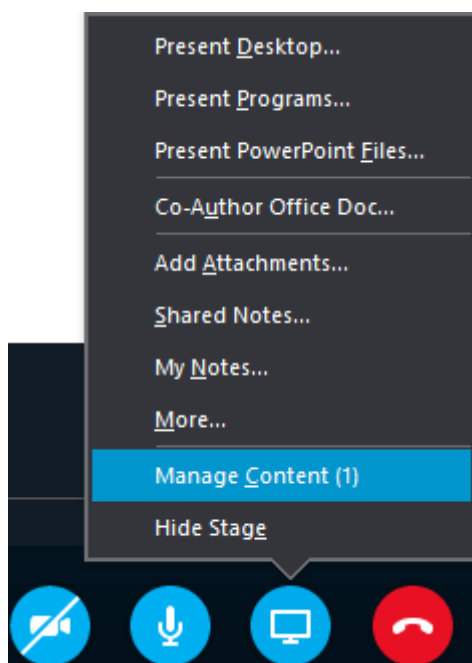 Present Desktop...
Present Programs...
Present PowerPoint Files...
Co-Author Office Doc...
Add Attachments...
Shared Notes...
My Notes...
More...
Manage Content (1)
Hide Stage